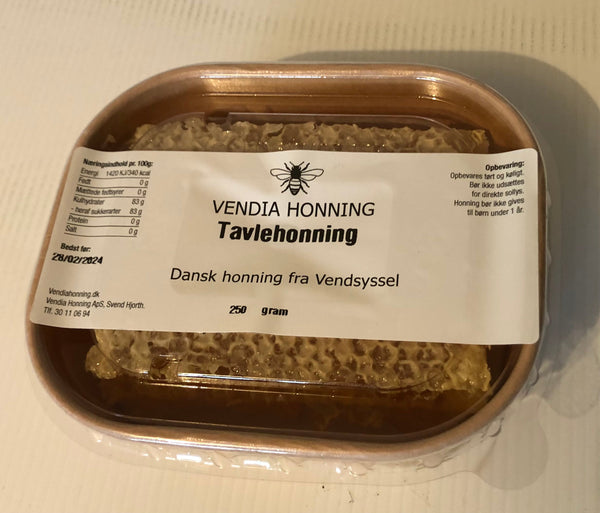 Næringsindhold pr. 100g:
Energi 1420 KJ/340 kcal
Fedt 0 g
Mættede fedtsyrer 0 g
Kulhydrater 83 g
- heraf sukkerarter 83 g
Protein 0 g
Salt 0 g
Bedst før:
28/02/2024
Vendiahonning.dk
Vendia Honning ApS, Svend Hjorth.
Tlf. 30 11 06 94
VENDIA HONNING
Tavlehonning
Dansk honning fra Vendsyssel
250 gram
Opbevaring:
Opbevares tørt og køligt.
Bør ikke udsættes
for direkte sollys.
Honning bør ikke gives
til børn under 1 år.